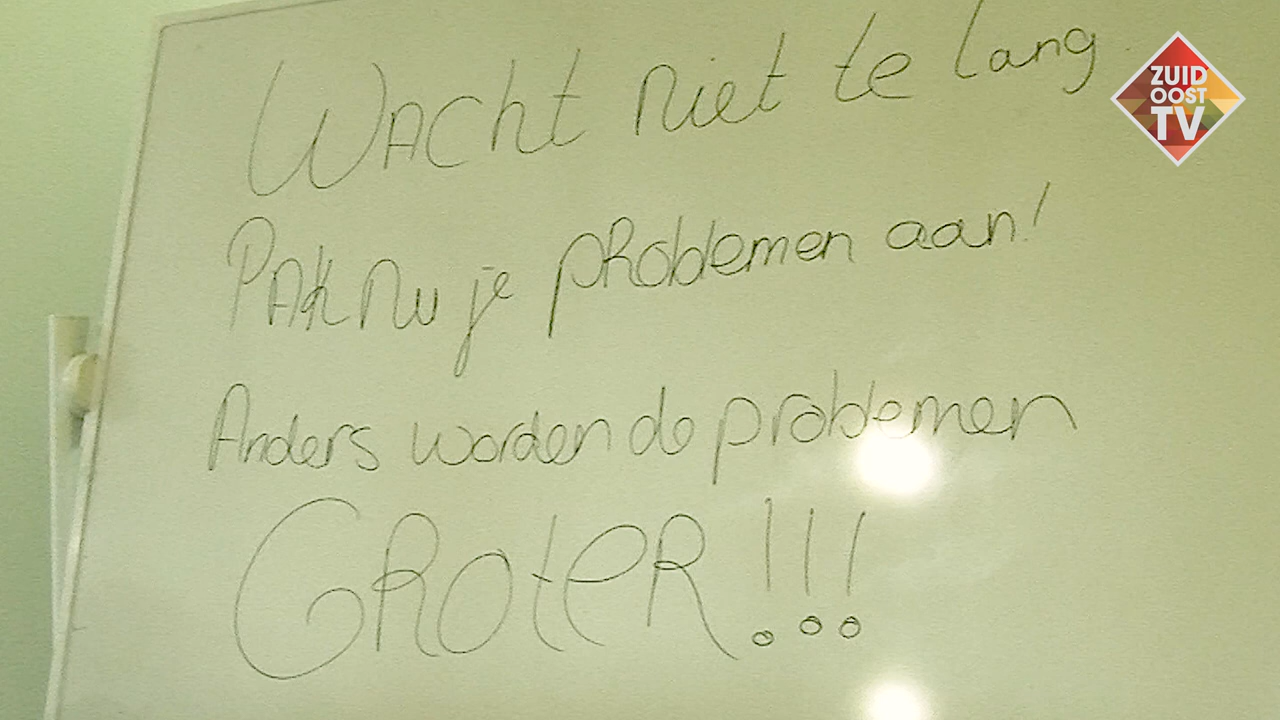 Wacht niet te lang
ZUID
OOST
TV
PAk nu je problemen aan!
Anders worden de problemen
GRoteR!!!